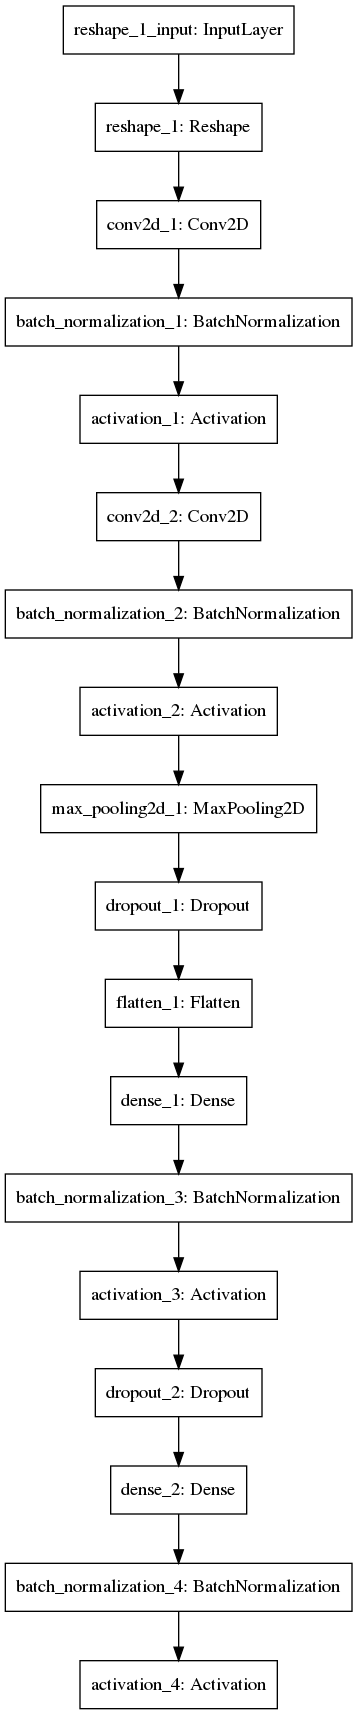 reshape_1_input: InputLayer
reshape_1: Reshape
conv2d_1: Conv2D
batch_normalization_1: BatchNormalization
activation_1: Activation
conv2d_2: Conv2D
batch_normalization_2: BatchNormalization
activation_2: Activation
max_pooling2d_1: MaxPooling2D
dropout_1: Dropout
flatten_1: Flatten
dense_1: Dense
batch_normalization_3: BatchNormalization
activation_3: Activation
dropout_2: Dropout
dense_2: Dense
batch_normalization_4: BatchNormalization
activation_4: Activation